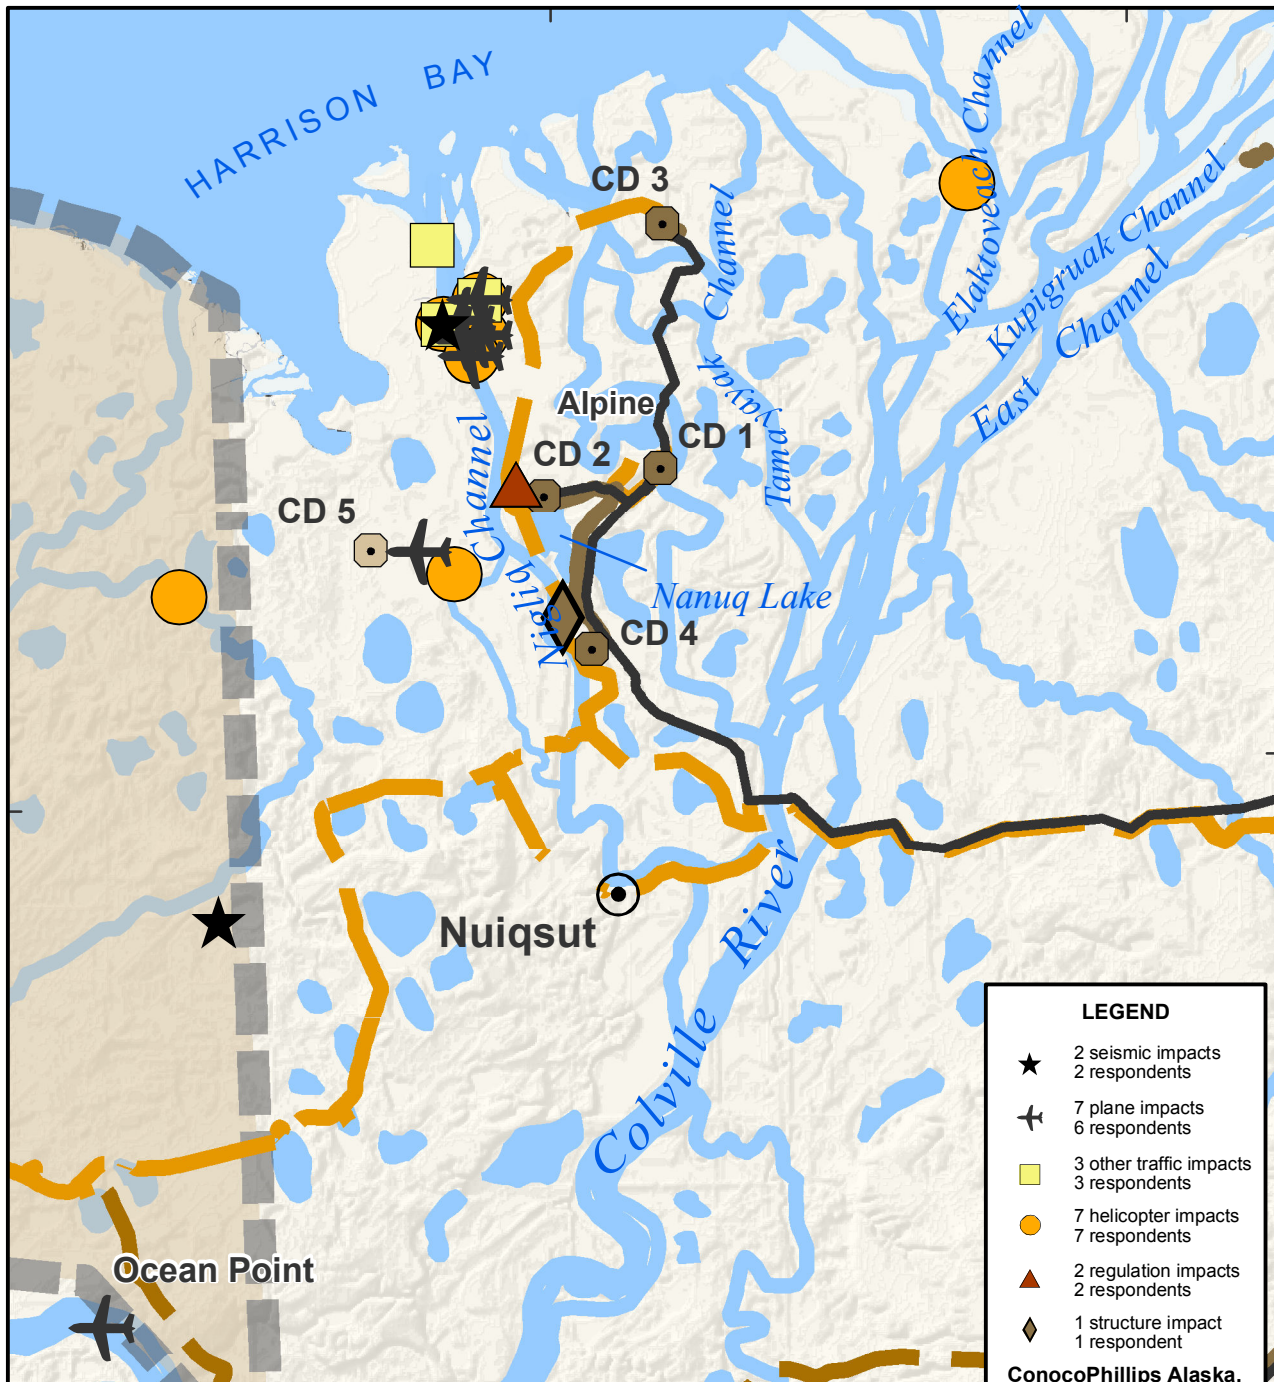 HARRISON BAY
Elaktoveach Channel
Kupigruak Channel
East Channel
CD 3
Tamayayak Channel
Alpine
CD 1
CD 2
CD 5
Nigliq Channel
Nanuq Lake
CD 4
Nuiqsut
Colville River
Ocean Point
LEGEND
2 seismic impacts
2 respondents
7 plane impacts
6 respondents
3 other traffic impacts
3 respondents
7 helicopter impacts
7 respondents
2 regulation impacts
2 respondents
1 structure impact
1 respondent
ConocoPhillips Alaska,